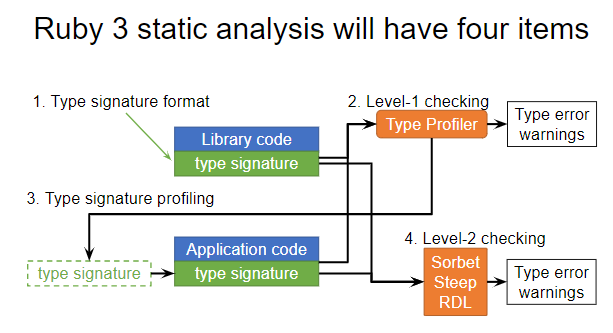 Ruby 3 static analysis will have four items
1. Type signature format
2. Level-1 checking
Library code
type signature
Type Profiler
Type error
warnings
3. Type signature profiling
type signature
Application code
type signature
4. Level-2 checking
Sorbet
Steep
RDL
Type error
warnings